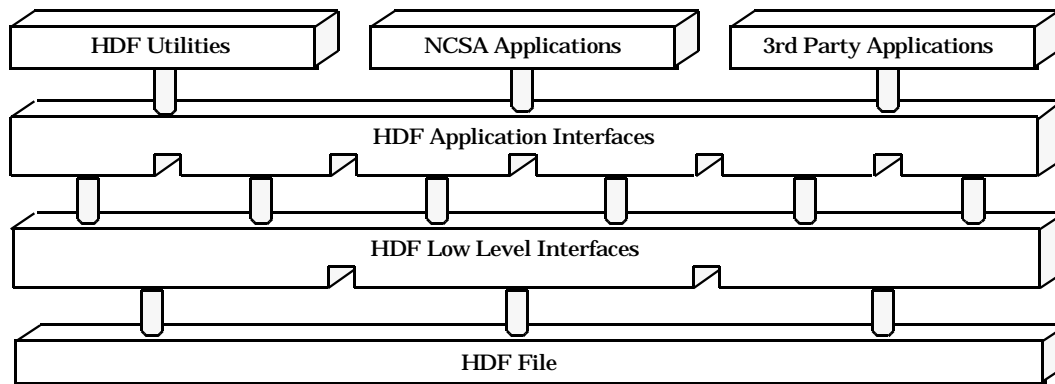 HDF Utilities
NCSA Applications
3rd Party Applications
HDF Application Interfaces
HDF Low Level Interfaces
HDF File